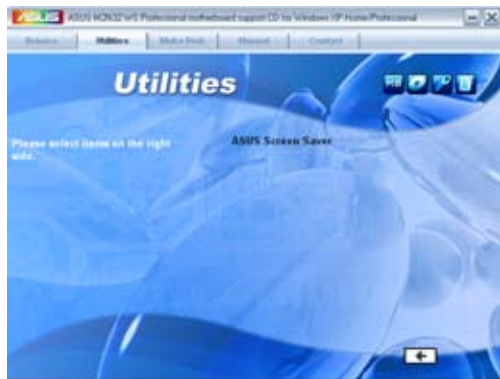 ASUS M2N32 WS Professional motherboard support CD for Windows XP Home/Professional
Drivers Utilities Make Disk Manual Contact
Utilities
Please select items on the right
side.
ASUS Screen Saver